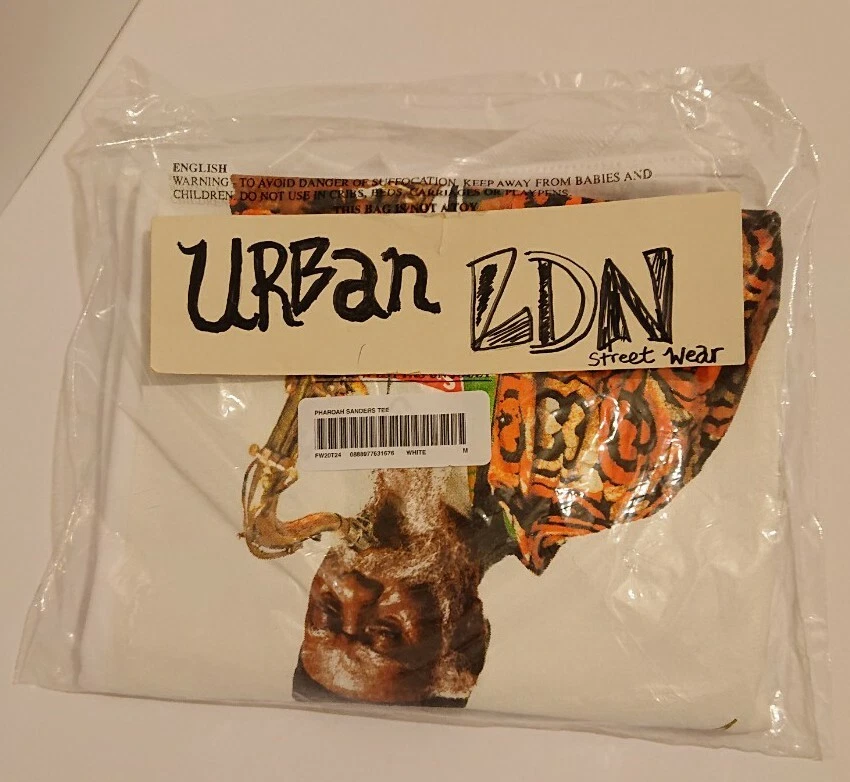 ENGLISH
WARNING - TO AVOID DANGER OF SUFFOCATION, KEEP AWAY FROM BABIES AND
CHILDREN. DO NOT USE IN CRIBS, BEDS, CARRIAGES OR PLAYPENS.
THIS BAG IS NOT A TOY
URBan LDN
Street Wear
PHAROAH SANDERS TEE
FW20T24 0888977631676 WHITE M